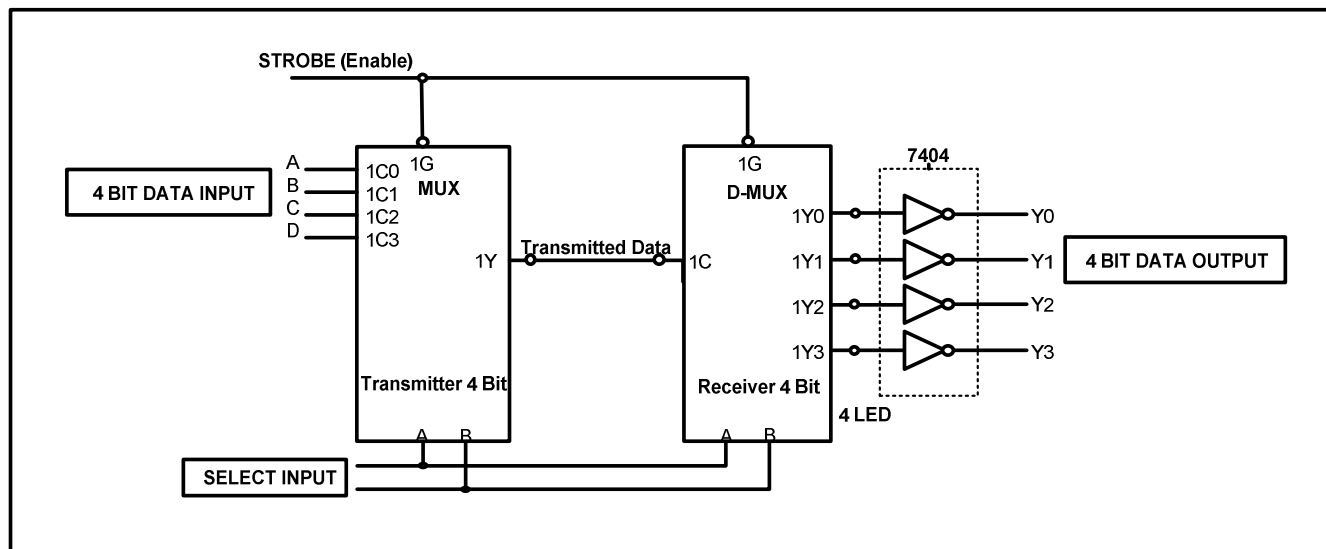 STROBE (Enable)
7404
A
1C0
1G
1G
4 BIT DATA INPUT
B
1C1
MUX
D-MUX
C
1C2
1Y0
Y0
D
1C3
Transmitted Data
1Y
1C
1Y1
Y1
4 BIT DATA OUTPUT
1Y2
Y2
1Y3
Y3
Transmitter 4 Bit
Receiver 4 Bit
4 LED
A
B
A
B
SELECT INPUT